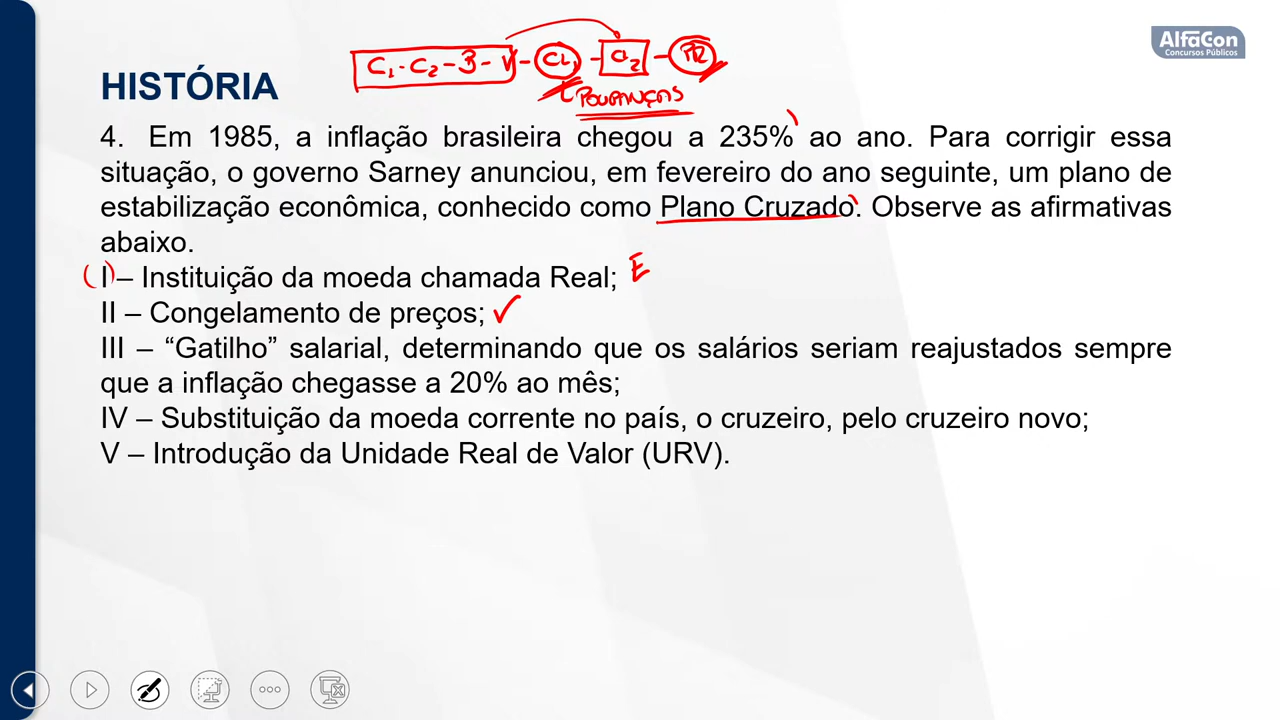 C1 - C2 - B - V - CL1 - CL2 - PR
POUPANÇAS
AlfaCon
Concursos Públicos
HISTÓRIA
4. Em 1985, a inflação brasileira chegou a 235% ao ano. Para corrigir essa
situação, o governo Sarney anunciou, em fevereiro do ano seguinte, um plano de
estabilização econômica, conhecido como Plano Cruzado. Observe as afirmativas
abaixo.
I – Instituição da moeda chamada Real; E
II – Congelamento de preços;
III – “Gatilho” salarial, determinando que os salários seriam reajustados sempre
que a inflação chegasse a 20% ao mês;
IV – Substituição da moeda corrente no país, o cruzeiro, pelo cruzeiro novo;
V – Introdução da Unidade Real de Valor (URV).